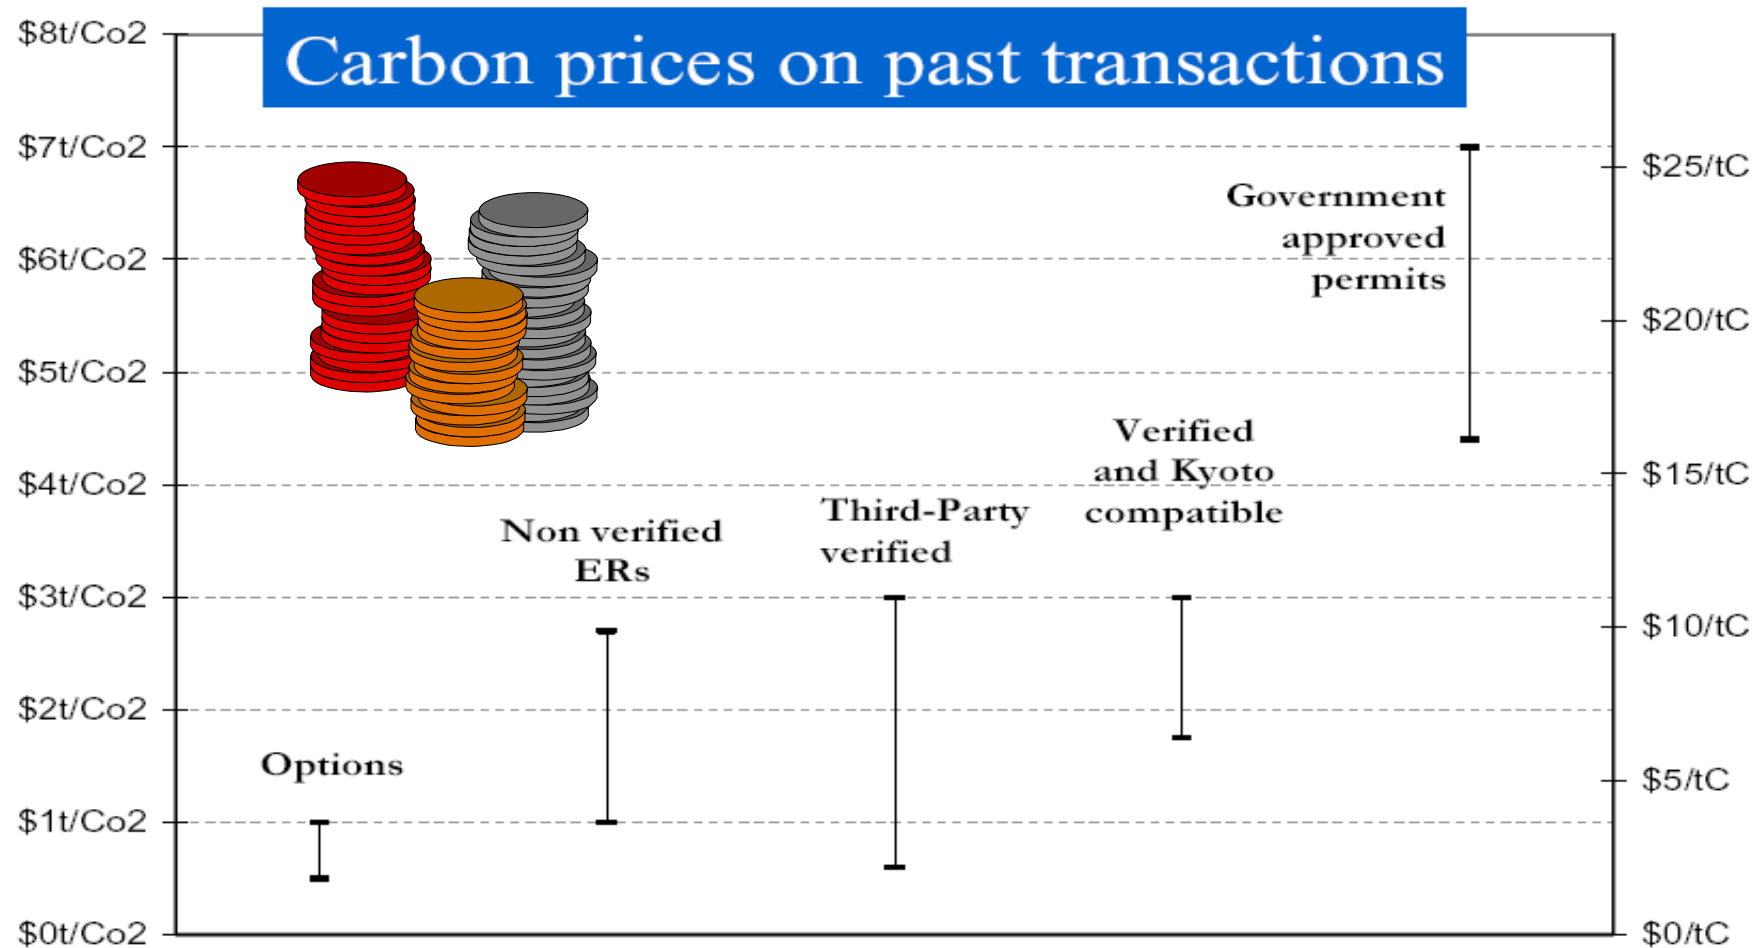 Carbon prices on past transactions
$8t/Co2
$7t/Co2
$6t/Co2
$5t/Co2
$4t/Co2
$3t/Co2
$2t/Co2
$1t/Co2
$0t/Co2
Options
Non verified
ERs
Third-Party
verified
Verified
and Kyoto
compatible
Government
approved
permits
$25/tC
$20/tC
$15/tC
$10/tC
$5/tC
$0/tC